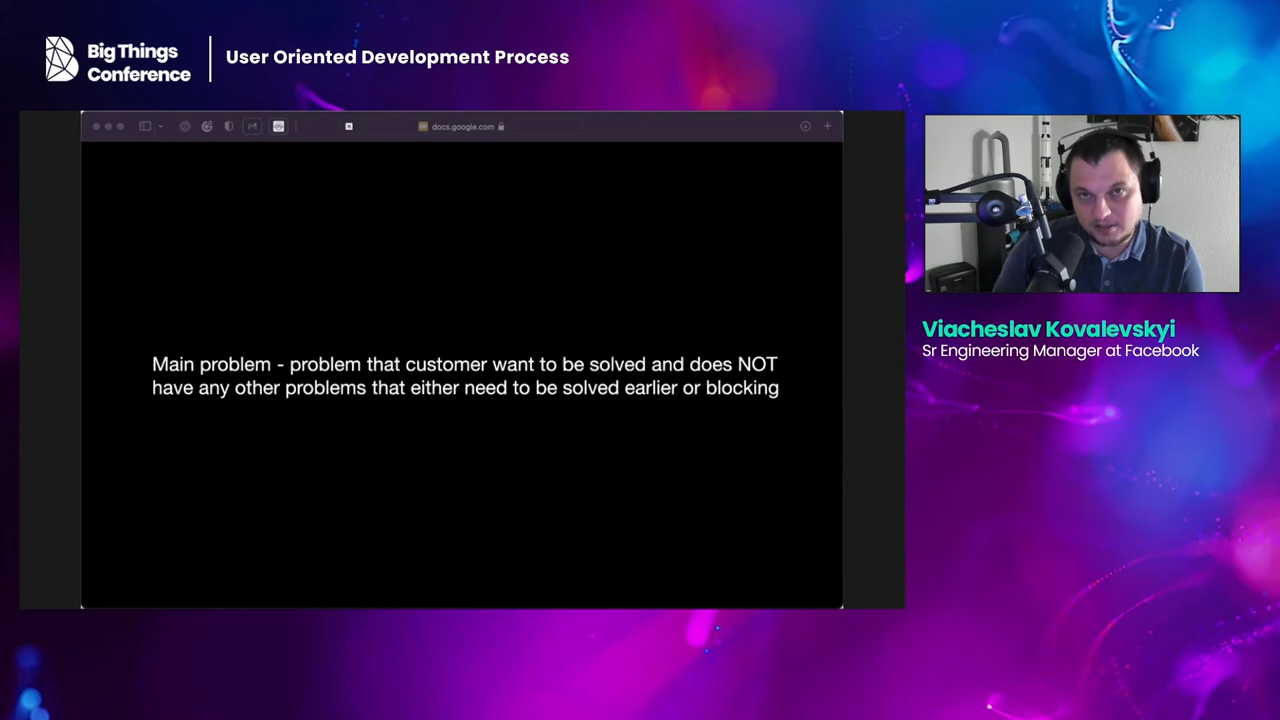 Big Things
Conference
User Oriented Development Process
docs.google.com
Main problem - problem that customer want to be solved and does NOT
have any other problems that either need to be solved earlier or blocking
Viacheslav Kovalevskyi
Sr Engineering Manager at Facebook